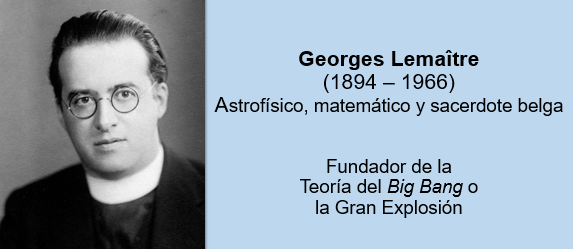 Georges Lemaître
(1894 – 1966)
Astrofísico, matemático y sacerdote belga
Fundador de la
Teoría del Big Bang o
la Gran Explosión